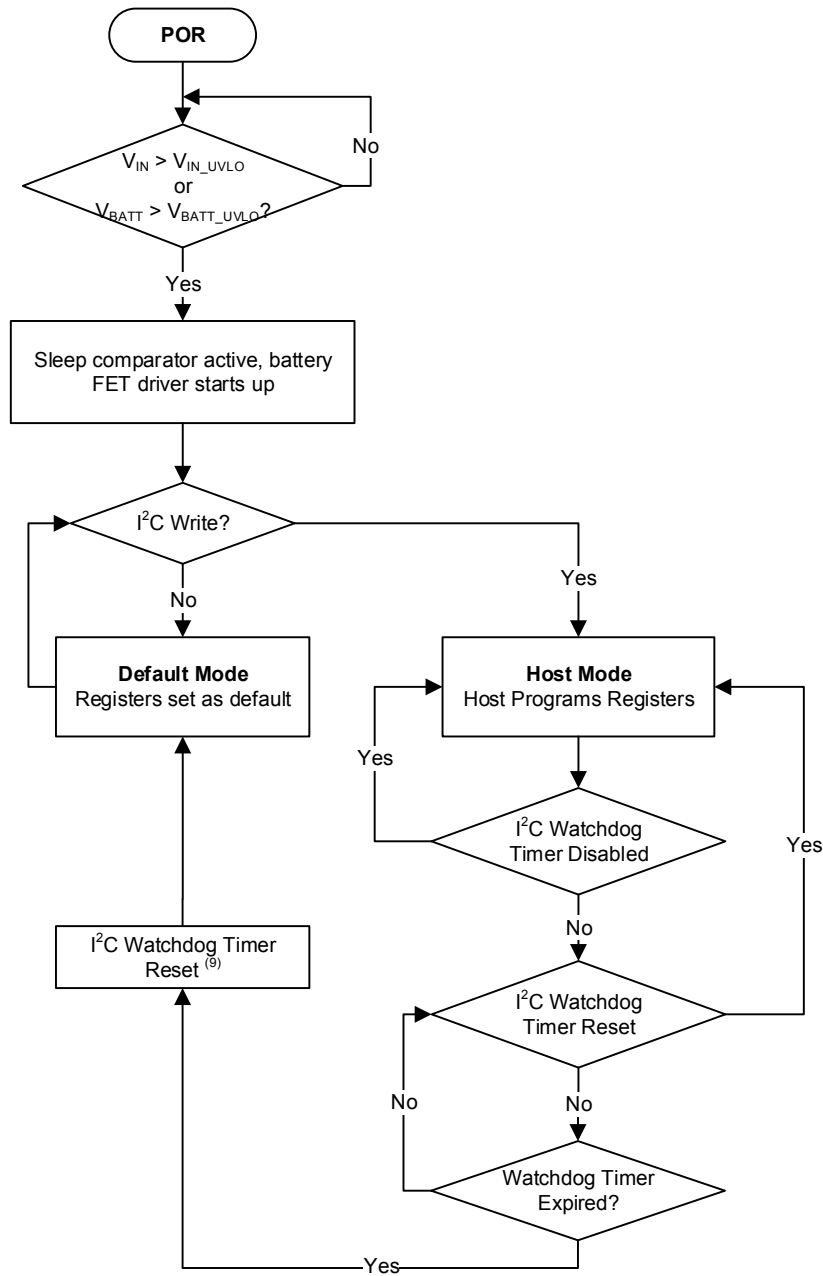 POR
No
V_IN > V_IN_UVLO
or
V_BATT > V_BATT_UVLO?
Yes
Sleep comparator active, battery
FET driver starts up
I²C Write?
Yes
No
Default Mode
Registers set as default
Host Mode
Host Programs Registers
Yes
I²C Watchdog
Timer Disabled
Yes
No
I²C Watchdog Timer
Reset ⁽⁹⁾
I²C Watchdog
Timer Reset
No
No
Watchdog Timer
Expired?
Yes